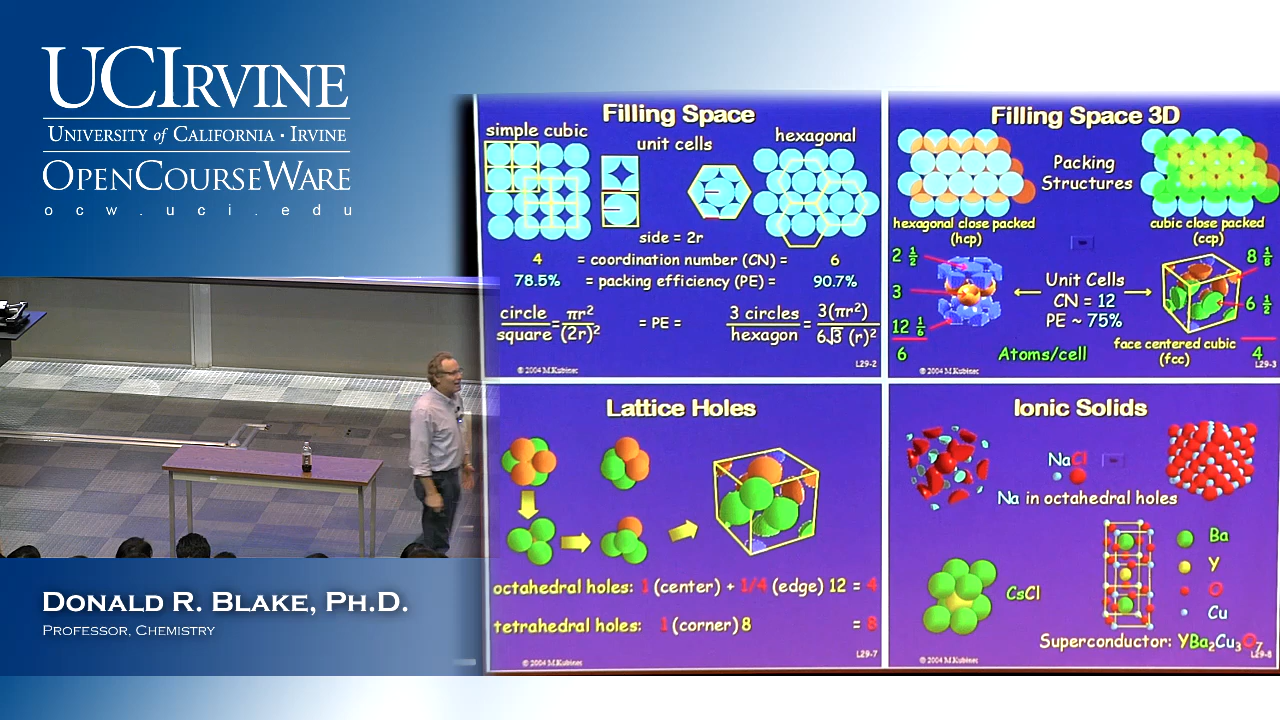 UCIRVINE
UNIVERSITY of CALIFORNIA · IRVINE
OPENCOURSEWARE
ocw.uci.edu
DONALD R. BLAKE, PH.D.
PROFESSOR, CHEMISTRY
Filling Space
simple cubic
unit cells
hexagonal
side = 2r
4 = coordination number (CN) = 6
78.5% = packing efficiency (PE) = 90.7%
circle/square = πr²/(2r)² = PE = 3 circles/hexagon = 3(πr²)/6√3 (r)²
L29-2
© 2004 M.Kubinec
Filling Space 3D
Packing
Structures
hexagonal close packed
(hcp)
cubic close packed
(ccp)
2 ½
3
12 ⅙
6
Unit Cells
CN = 12
PE ~ 75%
8 ⅛
6 ½
4
face centered cubic
(fcc)
Atoms/cell
L29-3
© 2004 M.Kubinec
Lattice Holes
octahedral holes: 1 (center) + 1/4 (edge) 12 = 4
tetrahedral holes: 1 (corner) 8 = 8
L29-7
© 2004 M.Kubinec
Ionic Solids
NaCl
Na in octahedral holes
CsCl
Ba
Y
O
Cu
Superconductor: YBa₂Cu₃O₇
L29-8
© 2004 M.Kubinec